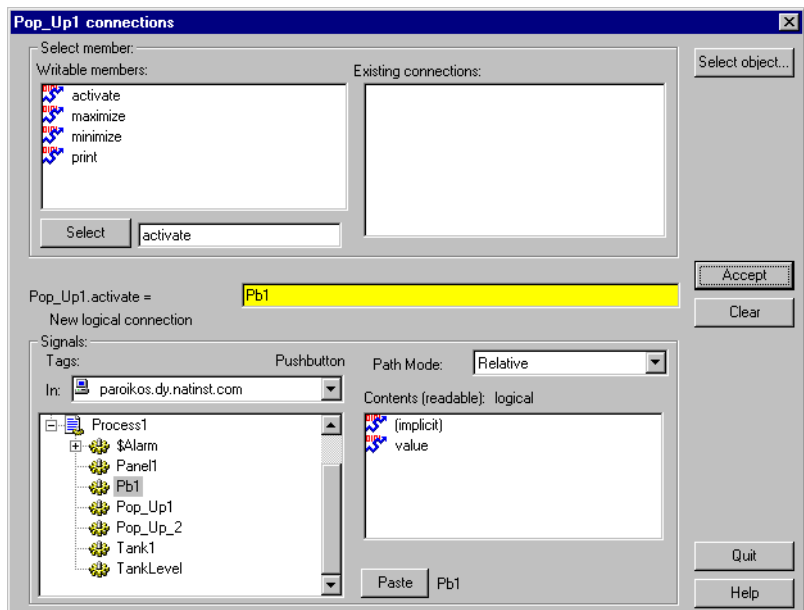 Pop_Up1 connections
Select member:
Writable members:
Existing connections:
Select object...
activate
maximize
minimize
print
Select
activate
Accept
Pop_Up1.activate =
Pb1
New logical connection
Clear
Signals:
Tags:
Pushbutton
Path Mode:
Relative
In:
paroikos.dy.natinst.com
Contents (readable): logical
Process1
$Alarm
Panel1
Pb1
Pop_Up1
Pop_Up_2
Tank1
TankLevel
(implicit)
value
Paste
Pb1
Quit
Help